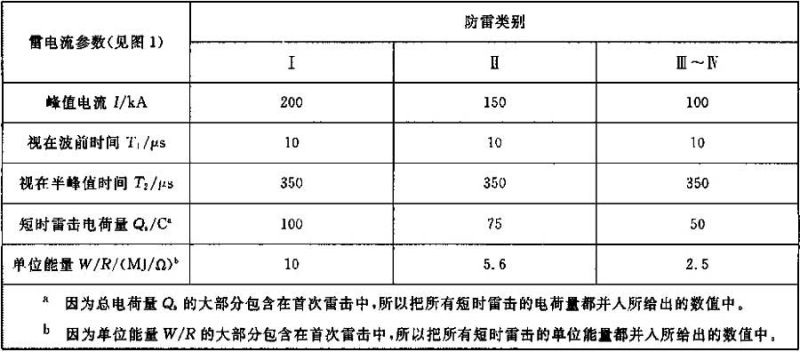 雷电流参数(见图1) 防雷类别
Ⅰ Ⅱ Ⅲ～Ⅳ
峰值电流 I/kA 200 150 100
视在波前时间 T₁/μs 10 10 10
视在半峰值时间 T₂/μs 350 350 350
短时雷击电荷量 Qₛ/Cᵃ 100 75 50
单位能量 W/R/(MJ/Ω)ᵇ 10 5.6 2.5
ᵃ 因为总电荷量 Qₛ 的大部分包含在首次雷击中,所以把所有短时雷击的电荷量都并入所给出的数值中。
ᵇ 因为单位能量 W/R 的大部分包含在首次雷击中,所以把所有短时雷击的单位能量都并入所给出的数值中。